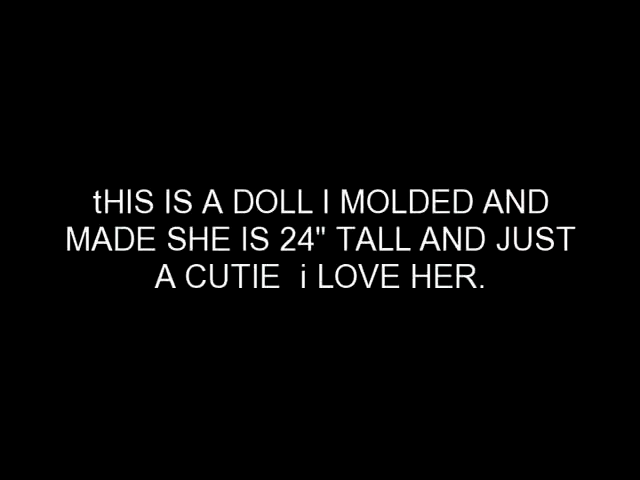 tHIS IS A DOLL I MOLDED AND
MADE SHE IS 24" TALL AND JUST
A CUTIE  i LOVE HER.